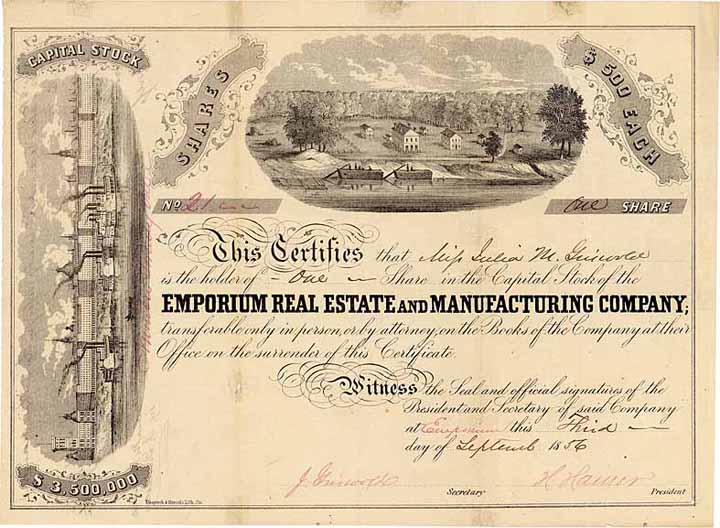 CAPITAL STOCK
SHARES
$500 EACH
No 21
One SHARE
This Certifies that Miss Julia M. Griswold
is the holder of One Share in the Capital Stock of the
EMPORIUM REAL ESTATE AND MANUFACTURING COMPANY;
transferable only in person, or by attorney, on the Books of the Company at their
Office on the surrender of this Certificate.
Witness the Seal and official signatures of the
President and Secretary of said Company
at Emporium this Third
day of Septemb 1856
J. Griswold Secretary H. Hauser President
$3,500,000